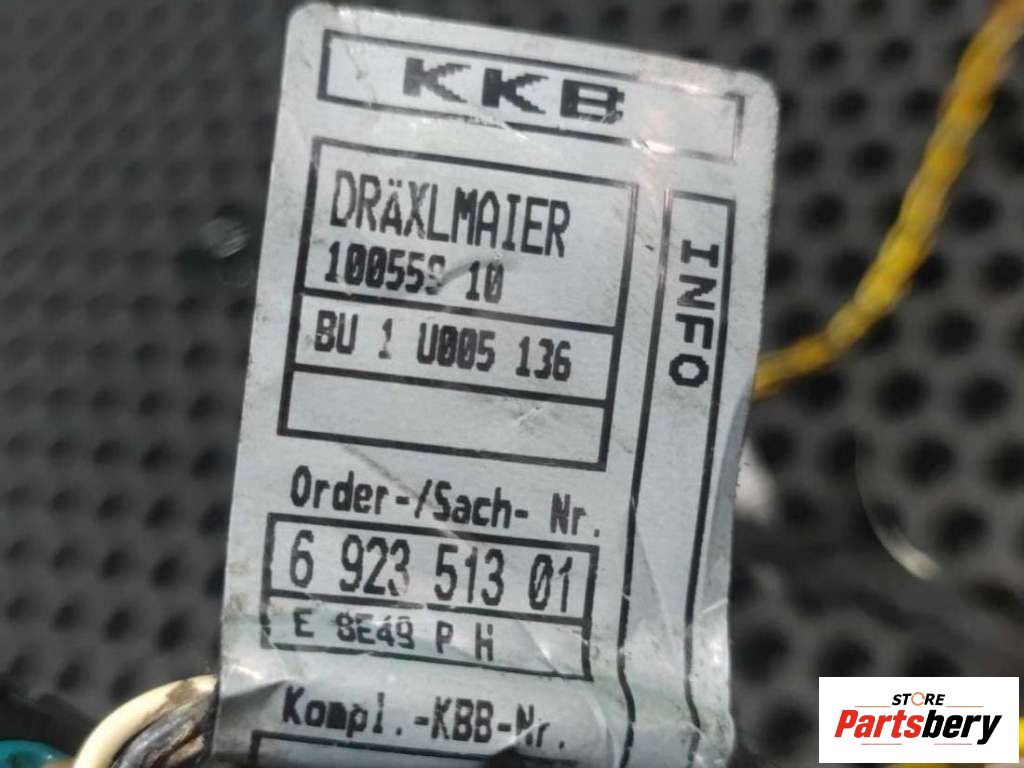 KKB
DRÄXLMAIER
100559 10
BU 1 U005 136
INFO
Order-/Sach- Nr.
6 923 513 01
E 8E49 P H
Kompl.-KBB-Nr.
STORE
Partsbery